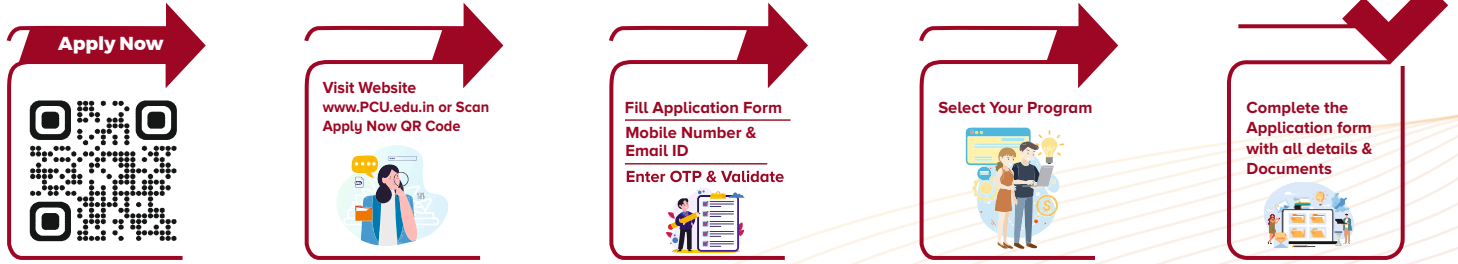 Apply Now
Visit Website
www.PCU.edu.in or Scan
Apply Now QR Code
Fill Application Form
Mobile Number &
Email ID
Enter OTP & Validate
Select Your Program
Complete the
Application form
with all details &
Documents